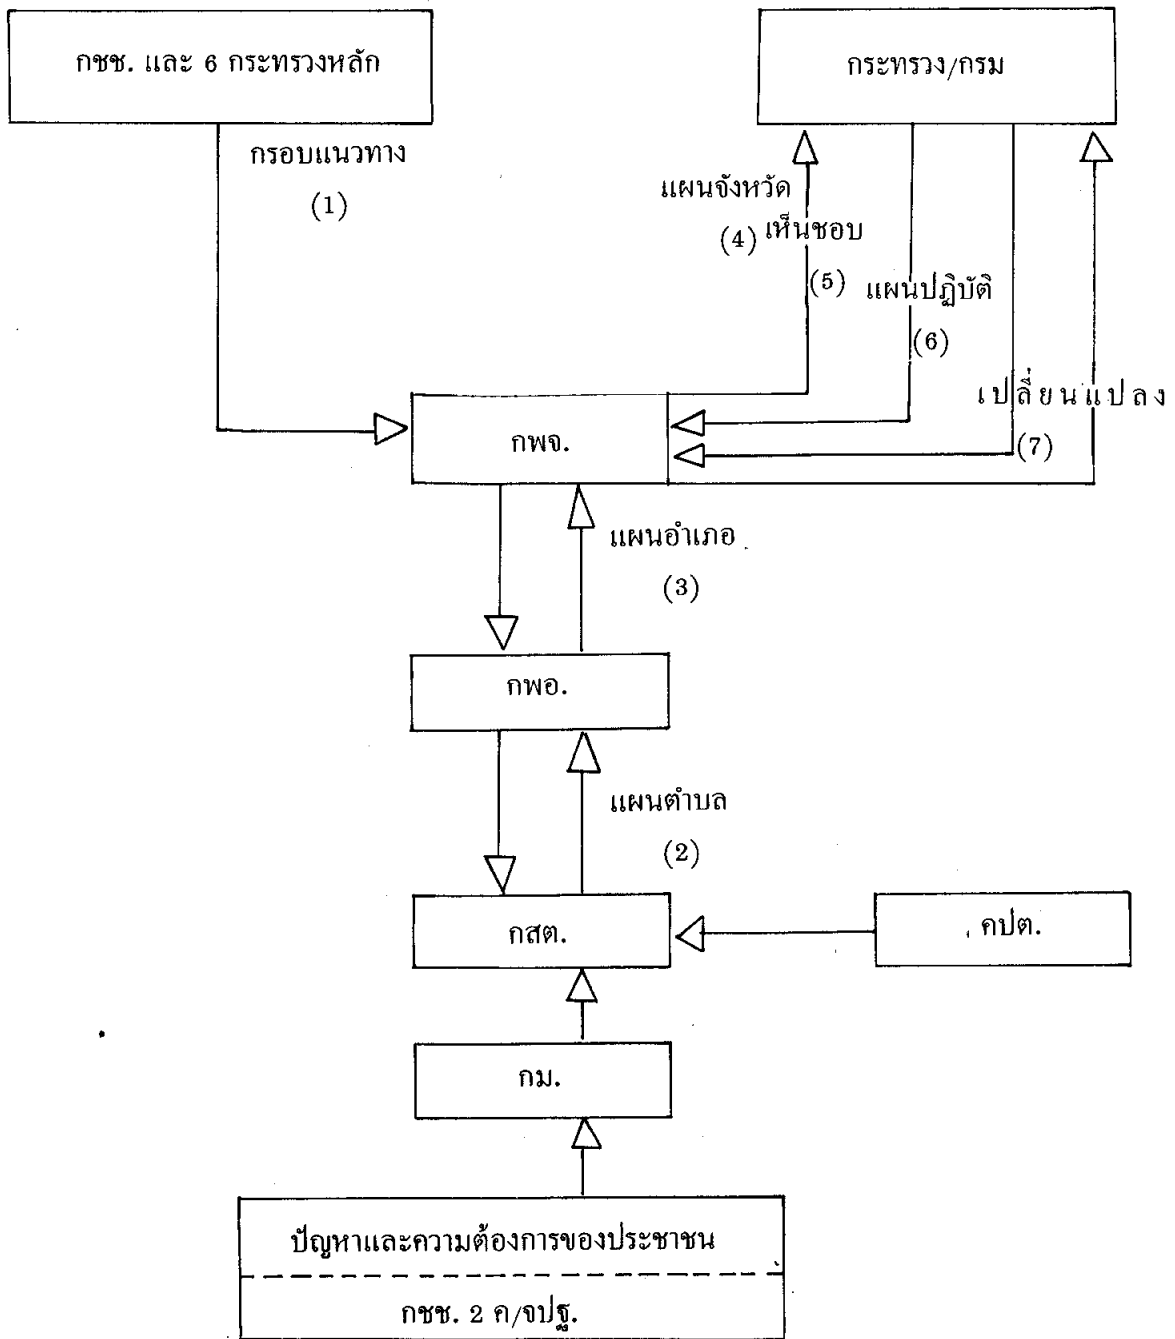 กชช. และ 6 กระทรวงหลัก
กระทรวง/กรม
กรอบแนวทาง
(1)
แผนจังหวัด
(4) เห็นชอบ
(5)
แผนปฏิบัติ
(6)
เปลี่ยนแปลง
(7)
กพจ.
แผนอำเภอ
(3)
กพอ.
แผนตำบล
(2)
กสต.
คปต.
กม.
ปัญหาและความต้องการของประชาชน
กชช. 2 ค/จปฐ.